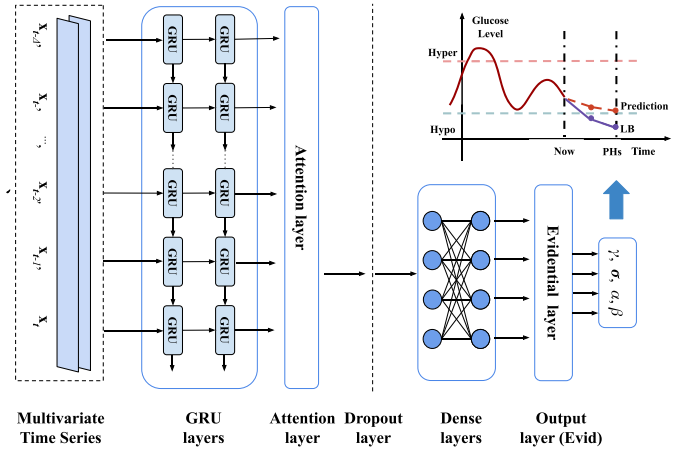 x_{t-Δ},
x_{t-},
...,
x_{t-2},
x_{t-1},
x_t
GRU GRU
GRU GRU
GRU GRU
GRU GRU
GRU GRU
Attention layer
Glucose
Level
Hyper
Hypo
Prediction
LB
Now
PHs
Time
Evidential layer
γ, σ, α, β
Multivariate
Time Series
GRU
layers
Attention
layer
Dropout
layer
Dense
layers
Output
layer (Evid)